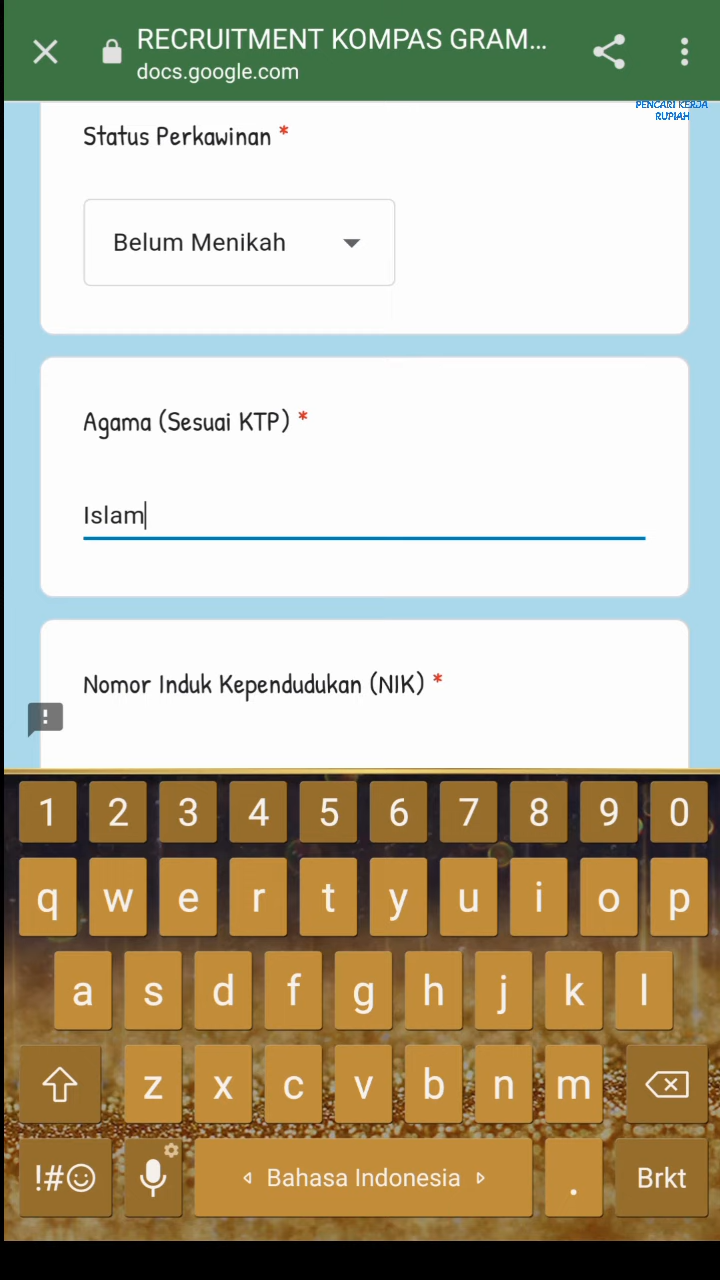 RECRUITMENT KOMPAS GRAM...
docs.google.com
PENCARI KERJA
RUPIAH
Status Perkawinan *
Belum Menikah
Agama (Sesuai KTP) *
Islam
Nomor Induk Kependudukan (NIK) *
1 2 3 4 5 6 7 8 9 0
q w e r t y u i o p
a s d f g h j k l
z x c v b n m
!#☺ Bahasa Indonesia . Brkt